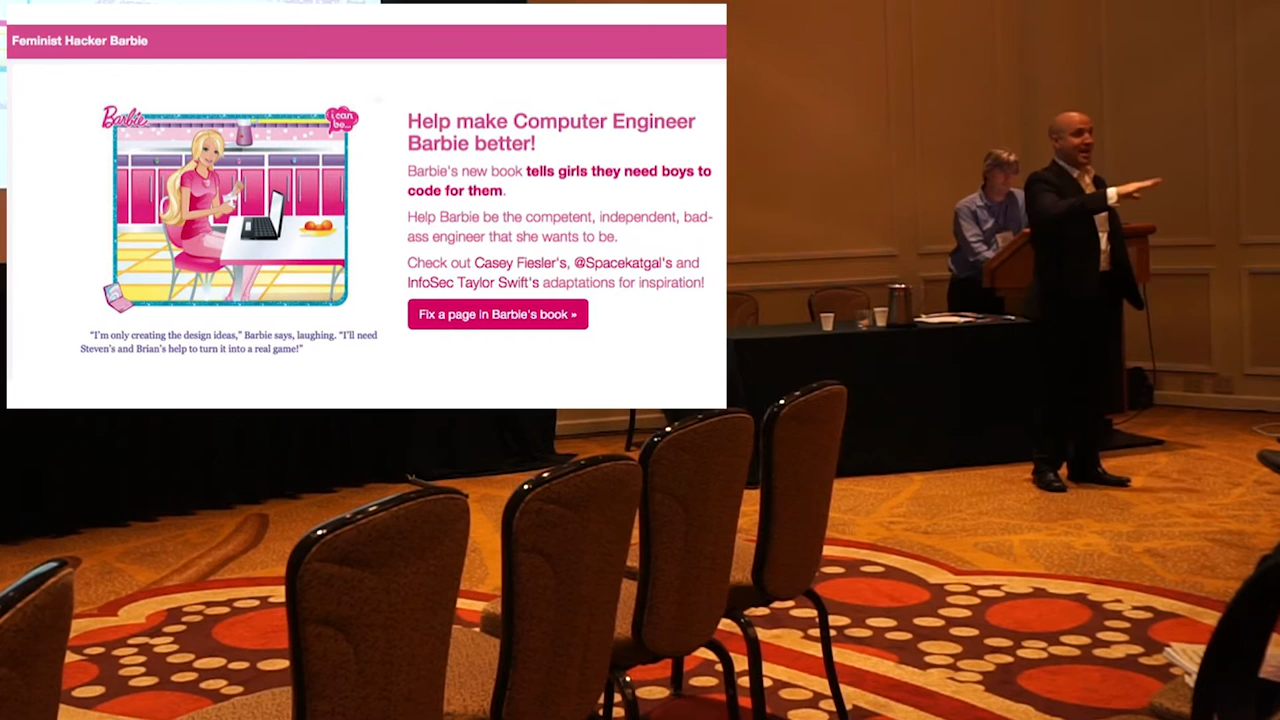 Feminist Hacker Barbie
Barbie
i can
be...
Help make Computer Engineer
Barbie better!
Barbie's new book tells girls they need boys to
code for them.
Help Barbie be the competent, independent, bad-
ass engineer that she wants to be.
Check out Casey Fiesler's, @Spacekatgal's and
InfoSec Taylor Swift's adaptations for inspiration!
Fix a page in Barbie's book »
“I’m only creating the design ideas,” Barbie says, laughing. “I’ll need
Steven’s and Brian’s help to turn it into a real game!”